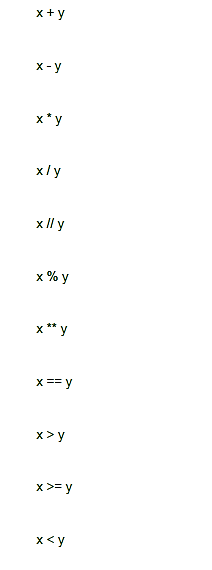 x + y
x - y
x * y
x / y
x // y
x % y
x ** y
x == y
x > y
x >= y
x < y